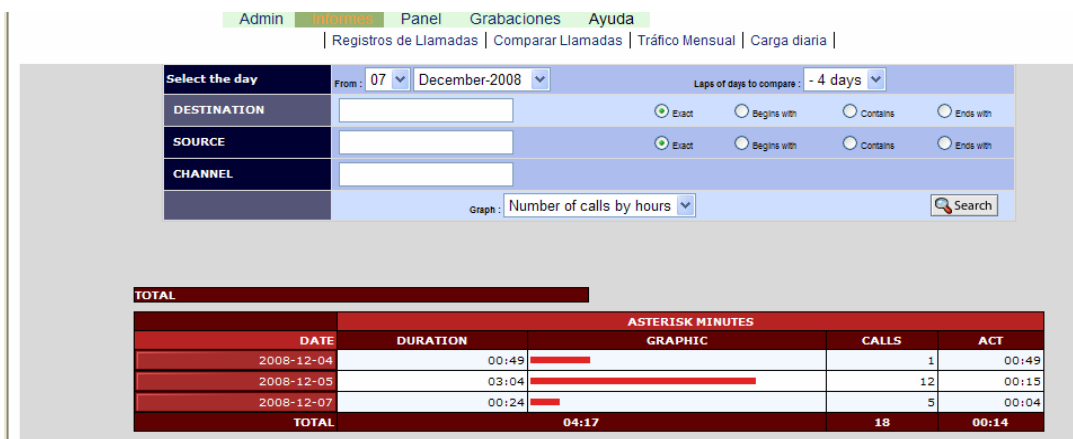 Admin Informes Panel Grabaciones Ayuda
| Registros de Llamadas | Comparar Llamadas | Tráfico Mensual | Carga diaria |
Select the day From : 07 December-2008 Laps of days to compare : - 4 days
DESTINATION Exact Begins with Contains Ends with
SOURCE Exact Begins with Contains Ends with
CHANNEL
Graph : Number of calls by hours Search
TOTAL
ASTERISK MINUTES
DATE DURATION GRAPHIC CALLS ACT
2008-12-04 00:49 1 00:49
2008-12-05 03:04 12 00:15
2008-12-07 00:24 5 00:04
TOTAL 04:17 18 00:14